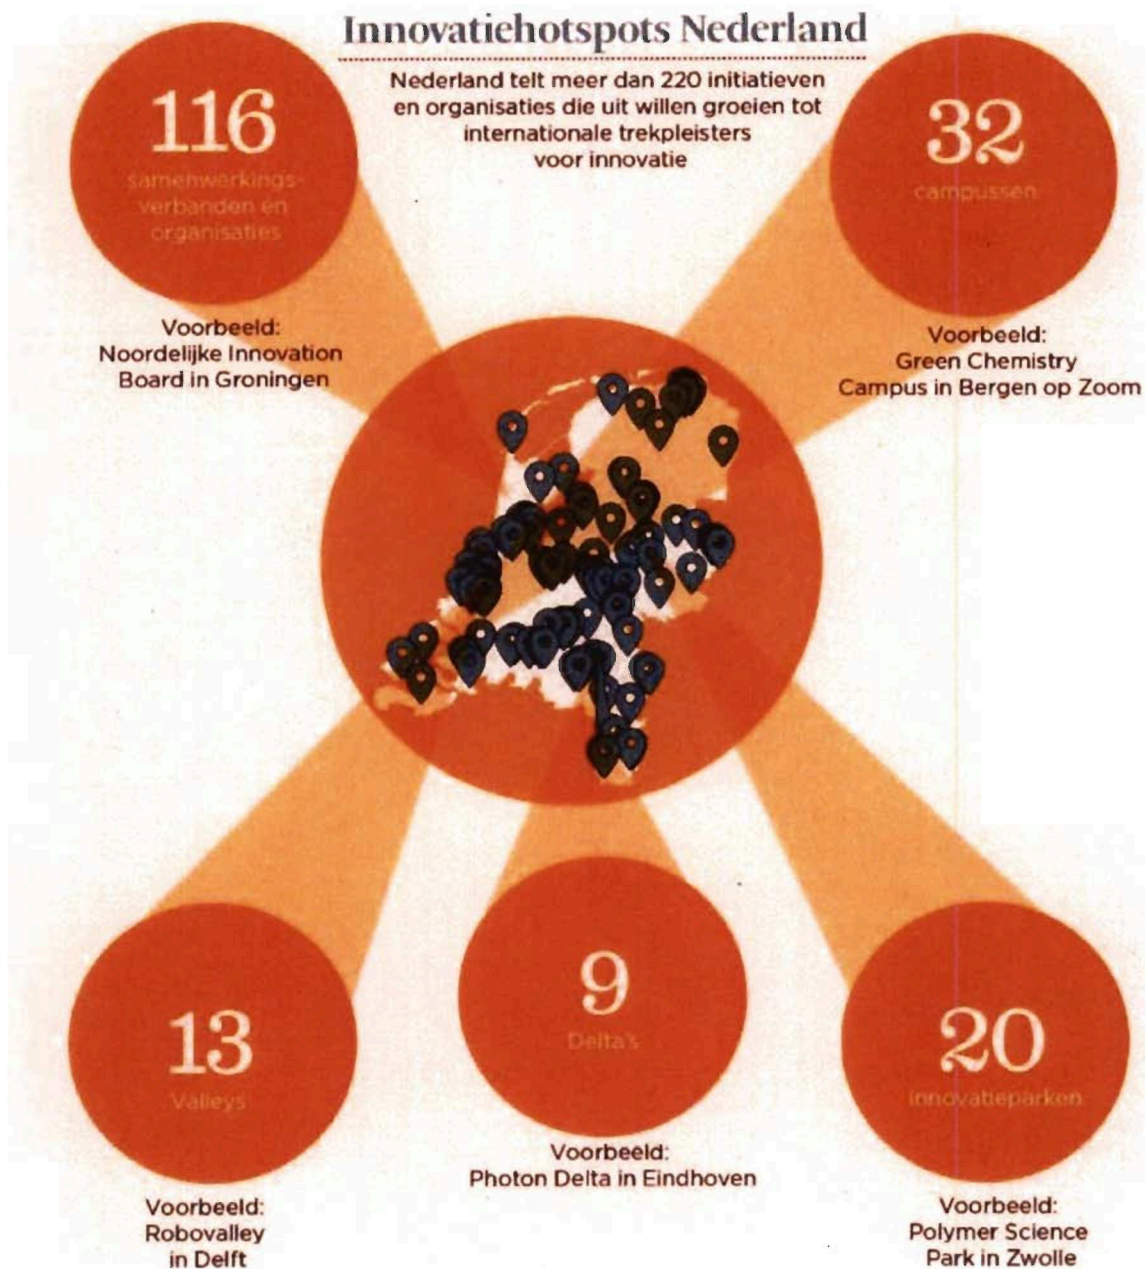 Innovatiehotspots Nederland
Nederland telt meer dan 220 initiatieven
en organisaties die uit willen groeien tot
internationale trekpleisters
voor innovatie
116
samenwerkings-
verbanden en
organisaties
Voorbeeld:
Noordelijke Innovation
Board in Groningen
32
campussen
Voorbeeld:
Green Chemistry
Campus in Bergen op Zoom
13
Valleys
Voorbeeld:
Robovalley
in Delft
9
Delta's
Voorbeeld:
Photon Delta in Eindhoven
20
innovatieparken
Voorbeeld:
Polymer Science
Park in Zwolle